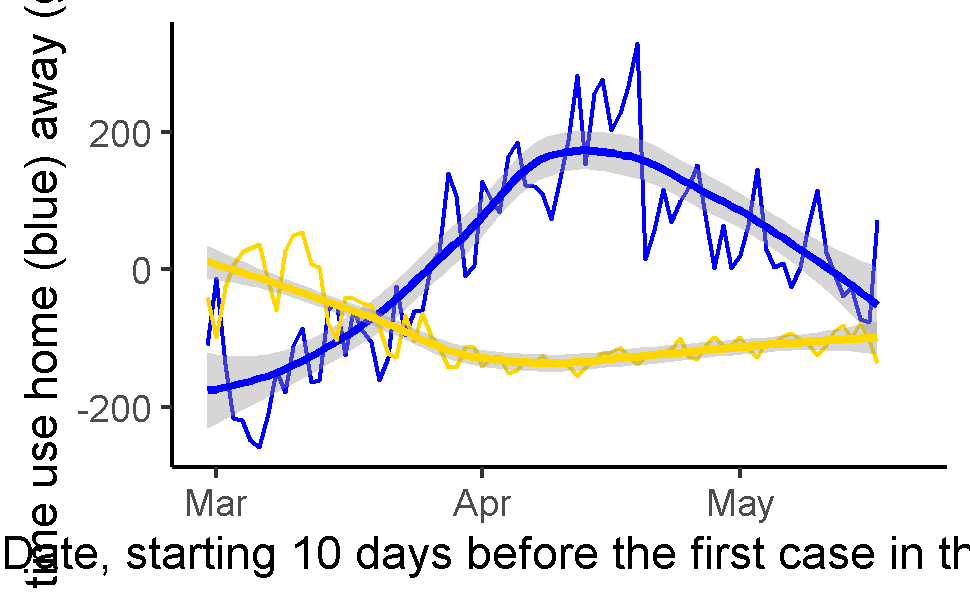 time use home (blue) away (
200
0
-200
Mar Apr May
Date, starting 10 days before the first case in th